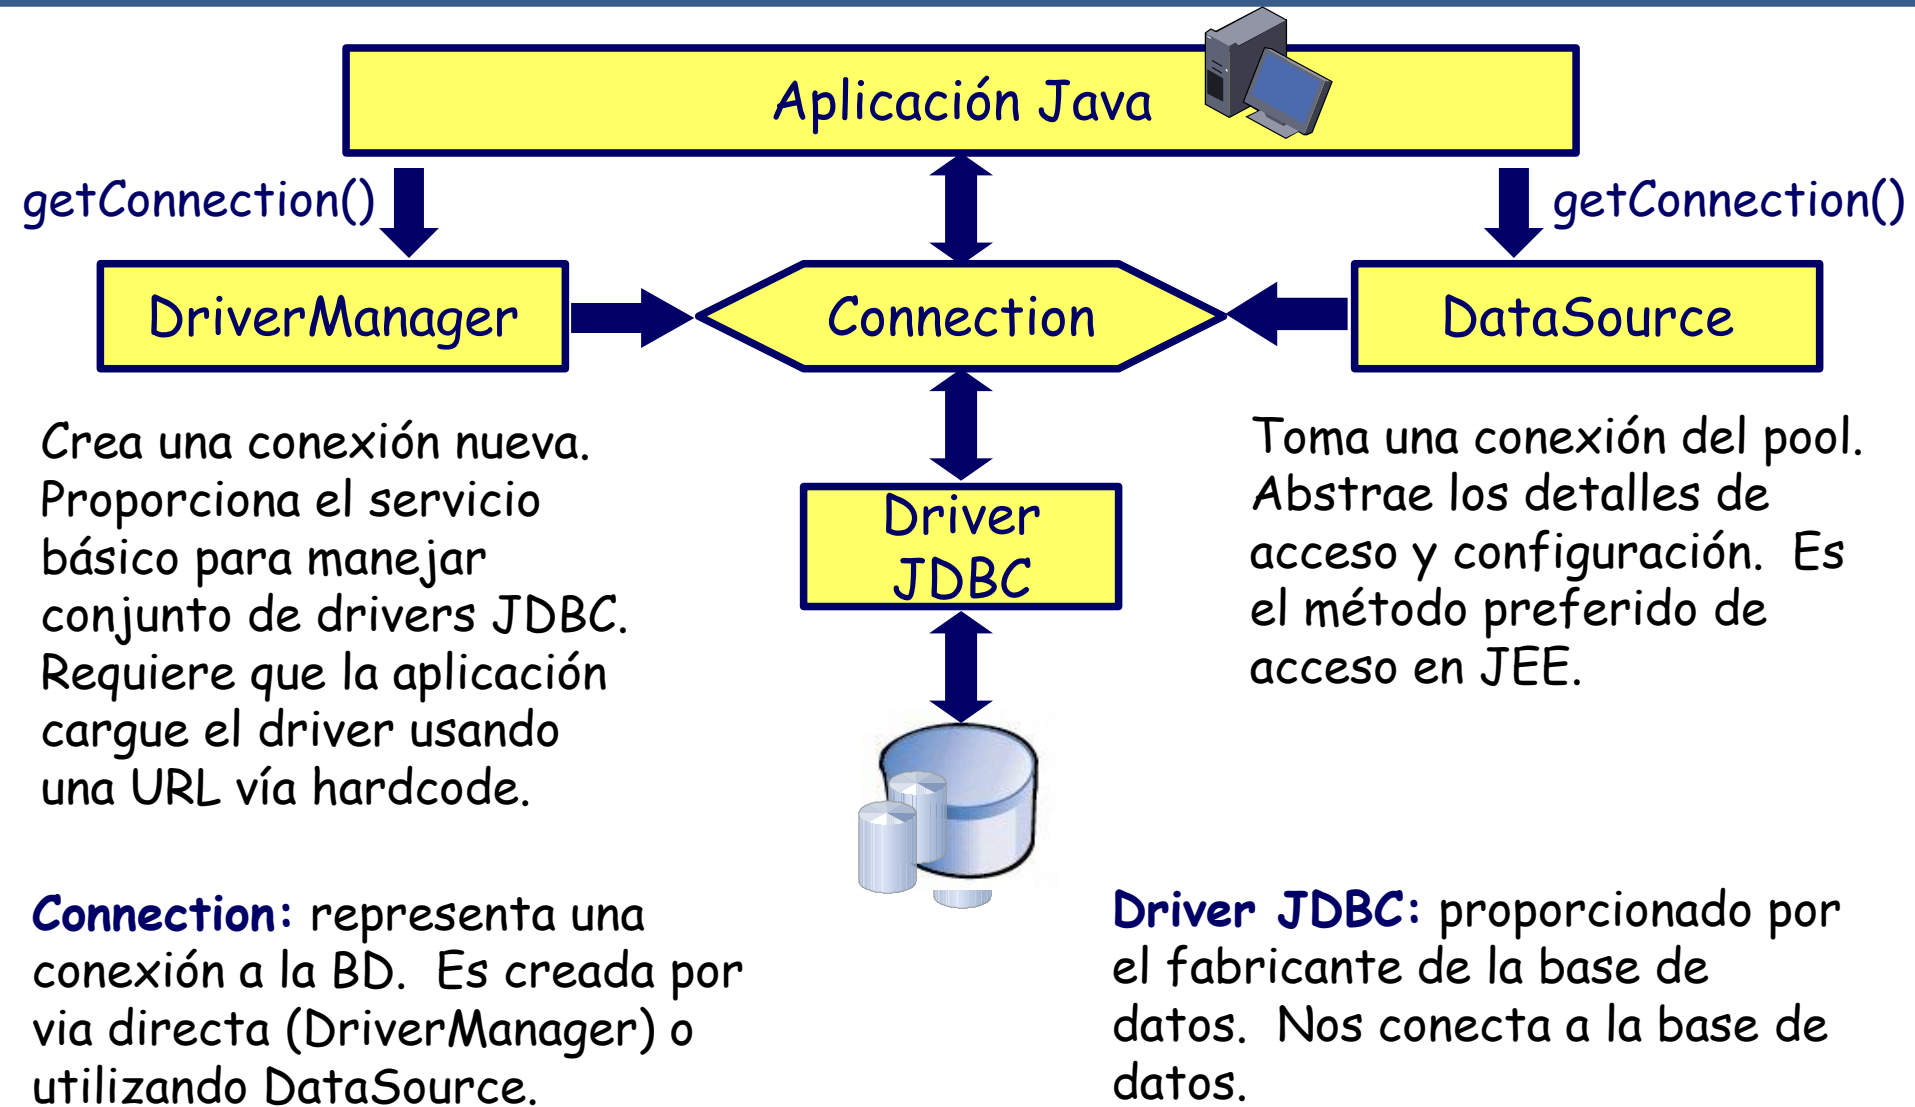 Aplicación Java
getConnection()
getConnection()
DriverManager
Connection
DataSource
Crea una conexión nueva.
Proporciona el servicio
básico para manejar
conjunto de drivers JDBC.
Requiere que la aplicación
cargue el driver usando
una URL vía hardcode.
Driver
JDBC
Toma una conexión del pool.
Abstrae los detalles de
acceso y configuración. Es
el método preferido de
acceso en JEE.
Connection: representa una
conexión a la BD. Es creada por
via directa (DriverManager) o
utilizando DataSource.
Driver JDBC: proporcionado por
el fabricante de la base de
datos. Nos conecta a la base de
datos.